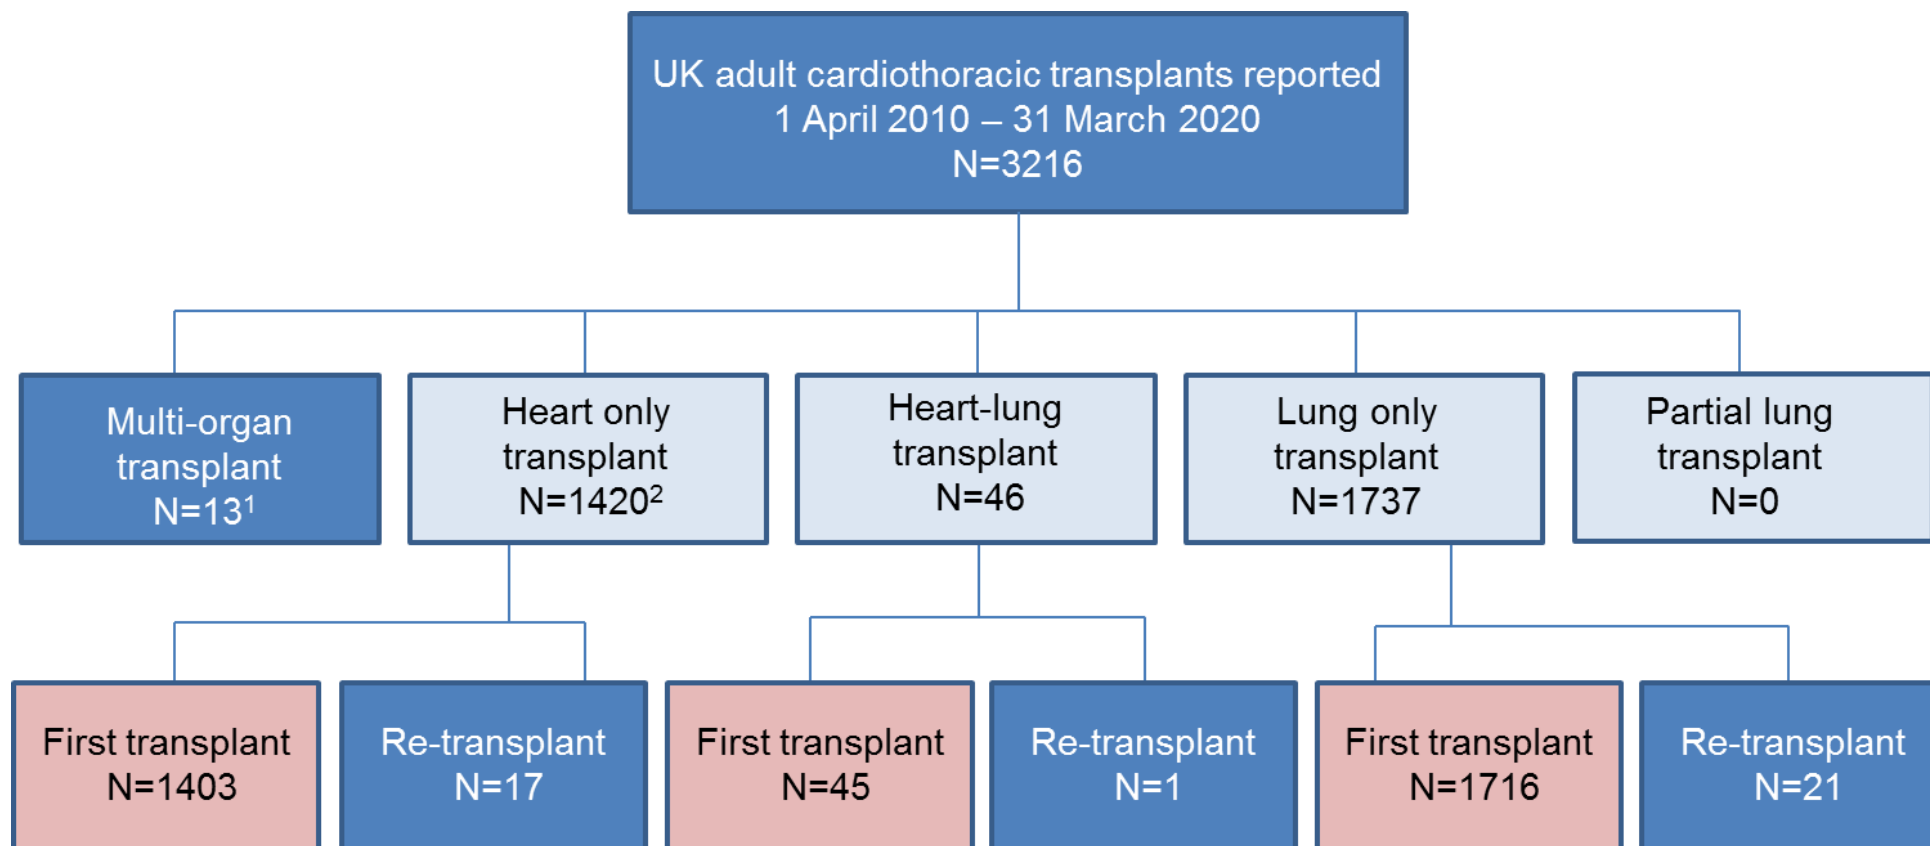 UK adult cardiothoracic transplants reported
1 April 2010 – 31 March 2020
N=3216
Multi-organ
transplant
N=13¹
Heart only
transplant
N=1420²
Heart-lung
transplant
N=46
Lung only
transplant
N=1737
Partial lung
transplant
N=0
First transplant
N=1403
Re-transplant
N=17
First transplant
N=45
Re-transplant
N=1
First transplant
N=1716
Re-transplant
N=21